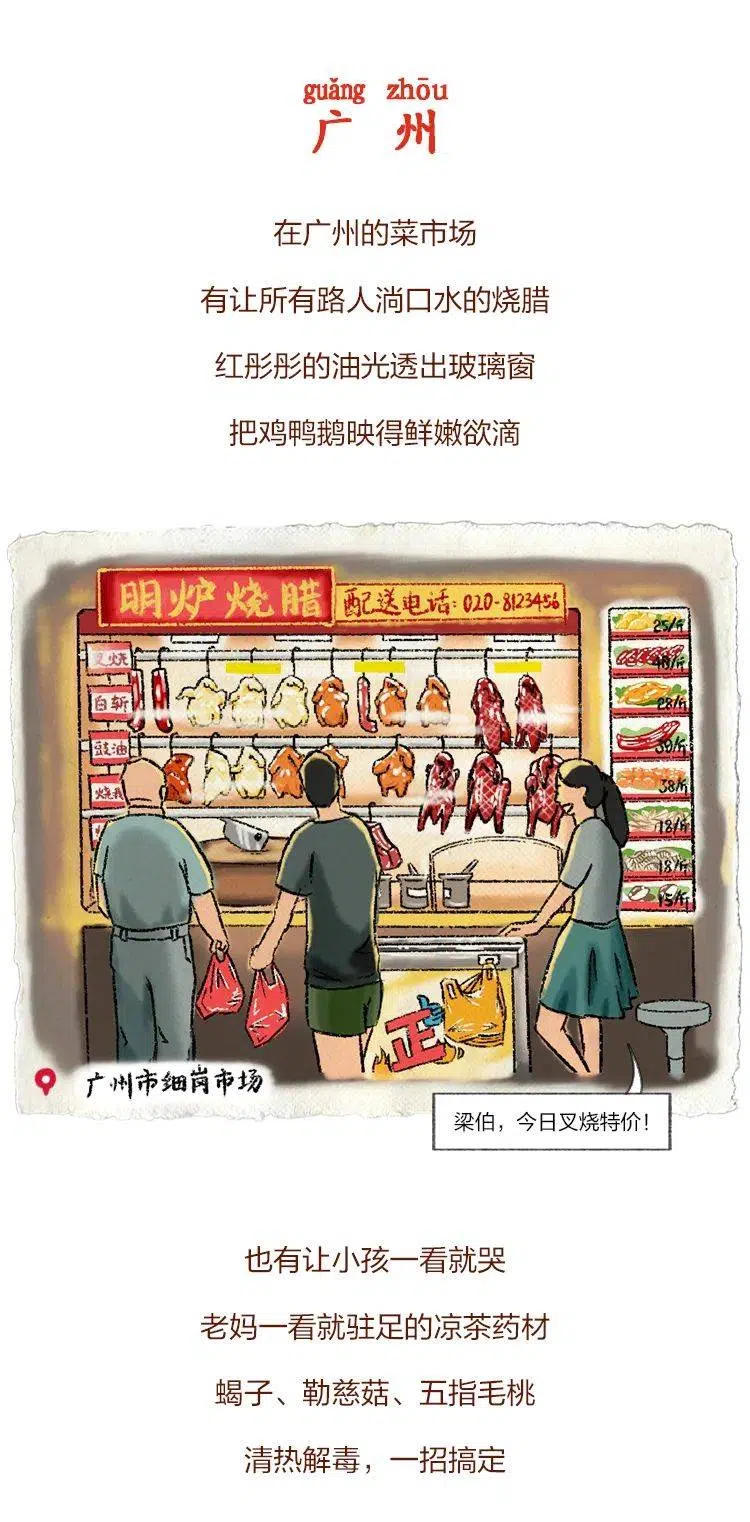 guǎng zhōu
广州
在广州的菜市场
有让所有路人淌口水的烧腊
红彤彤的油光透出玻璃窗
把鸡鸭鹅映得鲜嫩欲滴
明炉烧腊
配送电话:020-8123456
叉烧
白斩
豉油
烧我
25/斤
48/斤
28/斤
30/斤
38/斤
18/斤
18/斤
15/斤
正
广州市细岗市场
梁伯，今日叉烧特价！
也有让小孩一看就哭
老妈一看就驻足的凉茶药材
蝎子、勒慈菇、五指毛桃
清热解毒，一招搞定